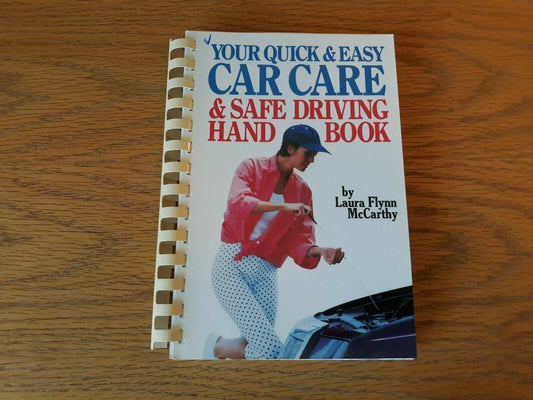 YOUR QUICK & EASY
CAR CARE
& SAFE DRIVING
HAND BOOK
by
Laura Flynn
McCarthy